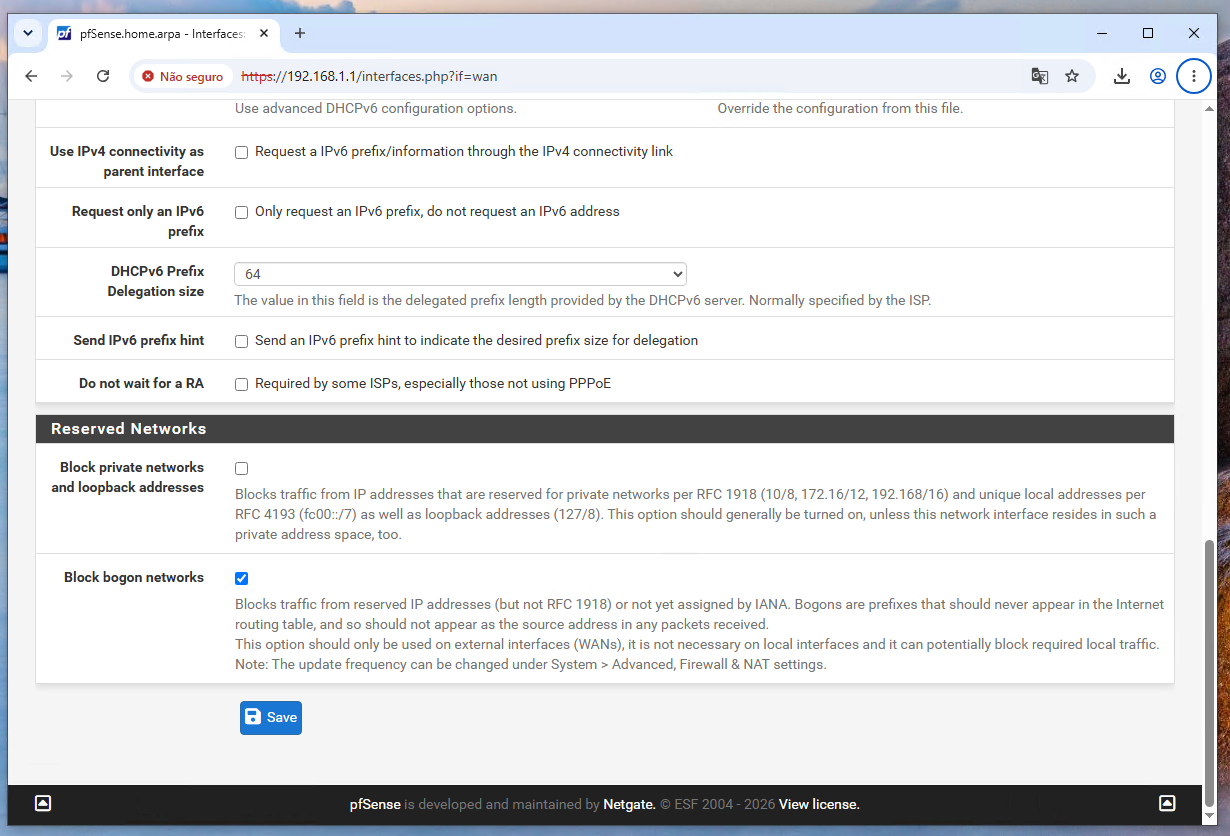 pfSense.home.arpa - Interfaces:
Não seguro
https://192.168.1.1/interfaces.php?if=wan
Use advanced DHCPv6 configuration options.
Override the configuration from this file.
Use IPv4 connectivity as
parent interface
Request a IPv6 prefix/information through the IPv4 connectivity link
Request only an IPv6
prefix
Only request an IPv6 prefix, do not request an IPv6 address
DHCPv6 Prefix
Delegation size
64
The value in this field is the delegated prefix length provided by the DHCPv6 server. Normally specified by the ISP.
Send IPv6 prefix hint
Send an IPv6 prefix hint to indicate the desired prefix size for delegation
Do not wait for a RA
Required by some ISPs, especially those not using PPPoE
Reserved Networks
Block private networks
and loopback addresses
Blocks traffic from IP addresses that are reserved for private networks per RFC 1918 (10/8, 172.16/12, 192.168/16) and unique local addresses per
RFC 4193 (fc00::/7) as well as loopback addresses (127/8). This option should generally be turned on, unless this network interface resides in such a
private address space, too.
Block bogon networks
Blocks traffic from reserved IP addresses (but not RFC 1918) or not yet assigned by IANA. Bogons are prefixes that should never appear in the Internet
routing table, and so should not appear as the source address in any packets received.
This option should only be used on external interfaces (WANs), it is not necessary on local interfaces and it can potentially block required local traffic.
Note: The update frequency can be changed under System > Advanced, Firewall & NAT settings.
Save
pfSense is developed and maintained by Netgate. © ESF 2004 - 2026 View license.